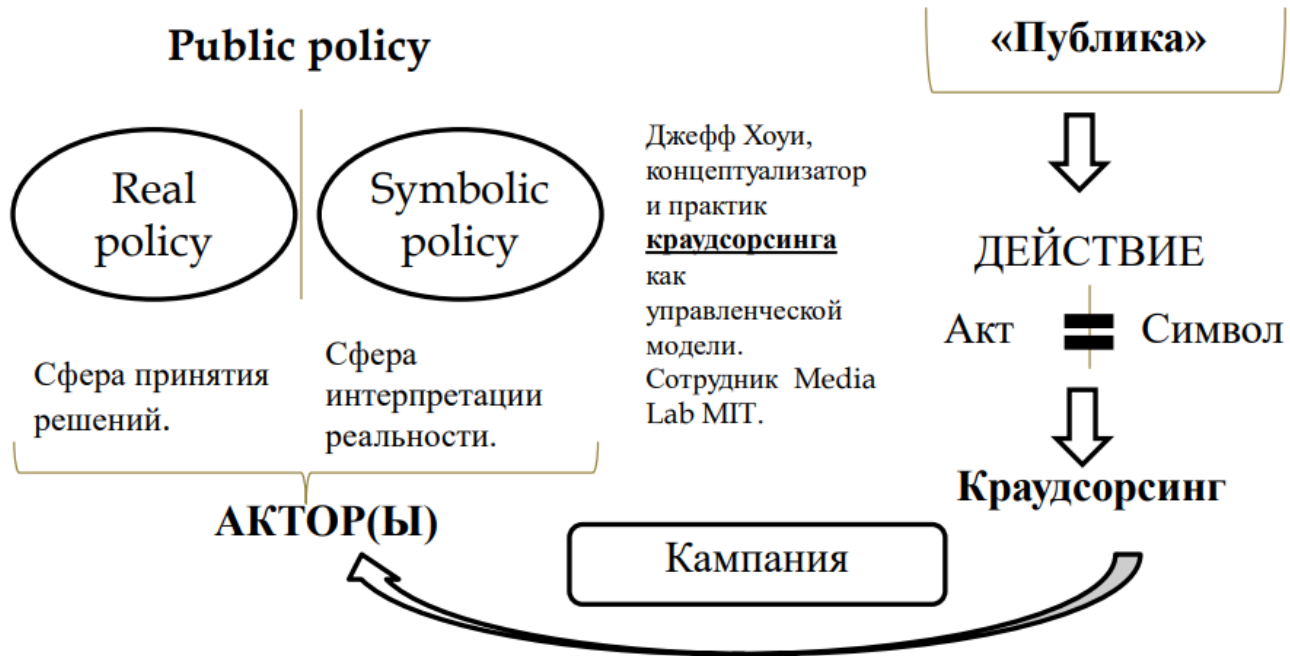 Public policy
Real
policy
Symbolic
policy
Сфера принятия
решений.
Сфера
интерпретации
реальности.
АКТОР(Ы)
Джефф Хоуи,
концептуализатор
и практик
краудсорсинга
как
управленческой
модели.
Сотрудник Media
Lab MIT.
«Публика»
ДЕЙСТВИЕ
Акт = Символ
Краудсорсинг
Кампания